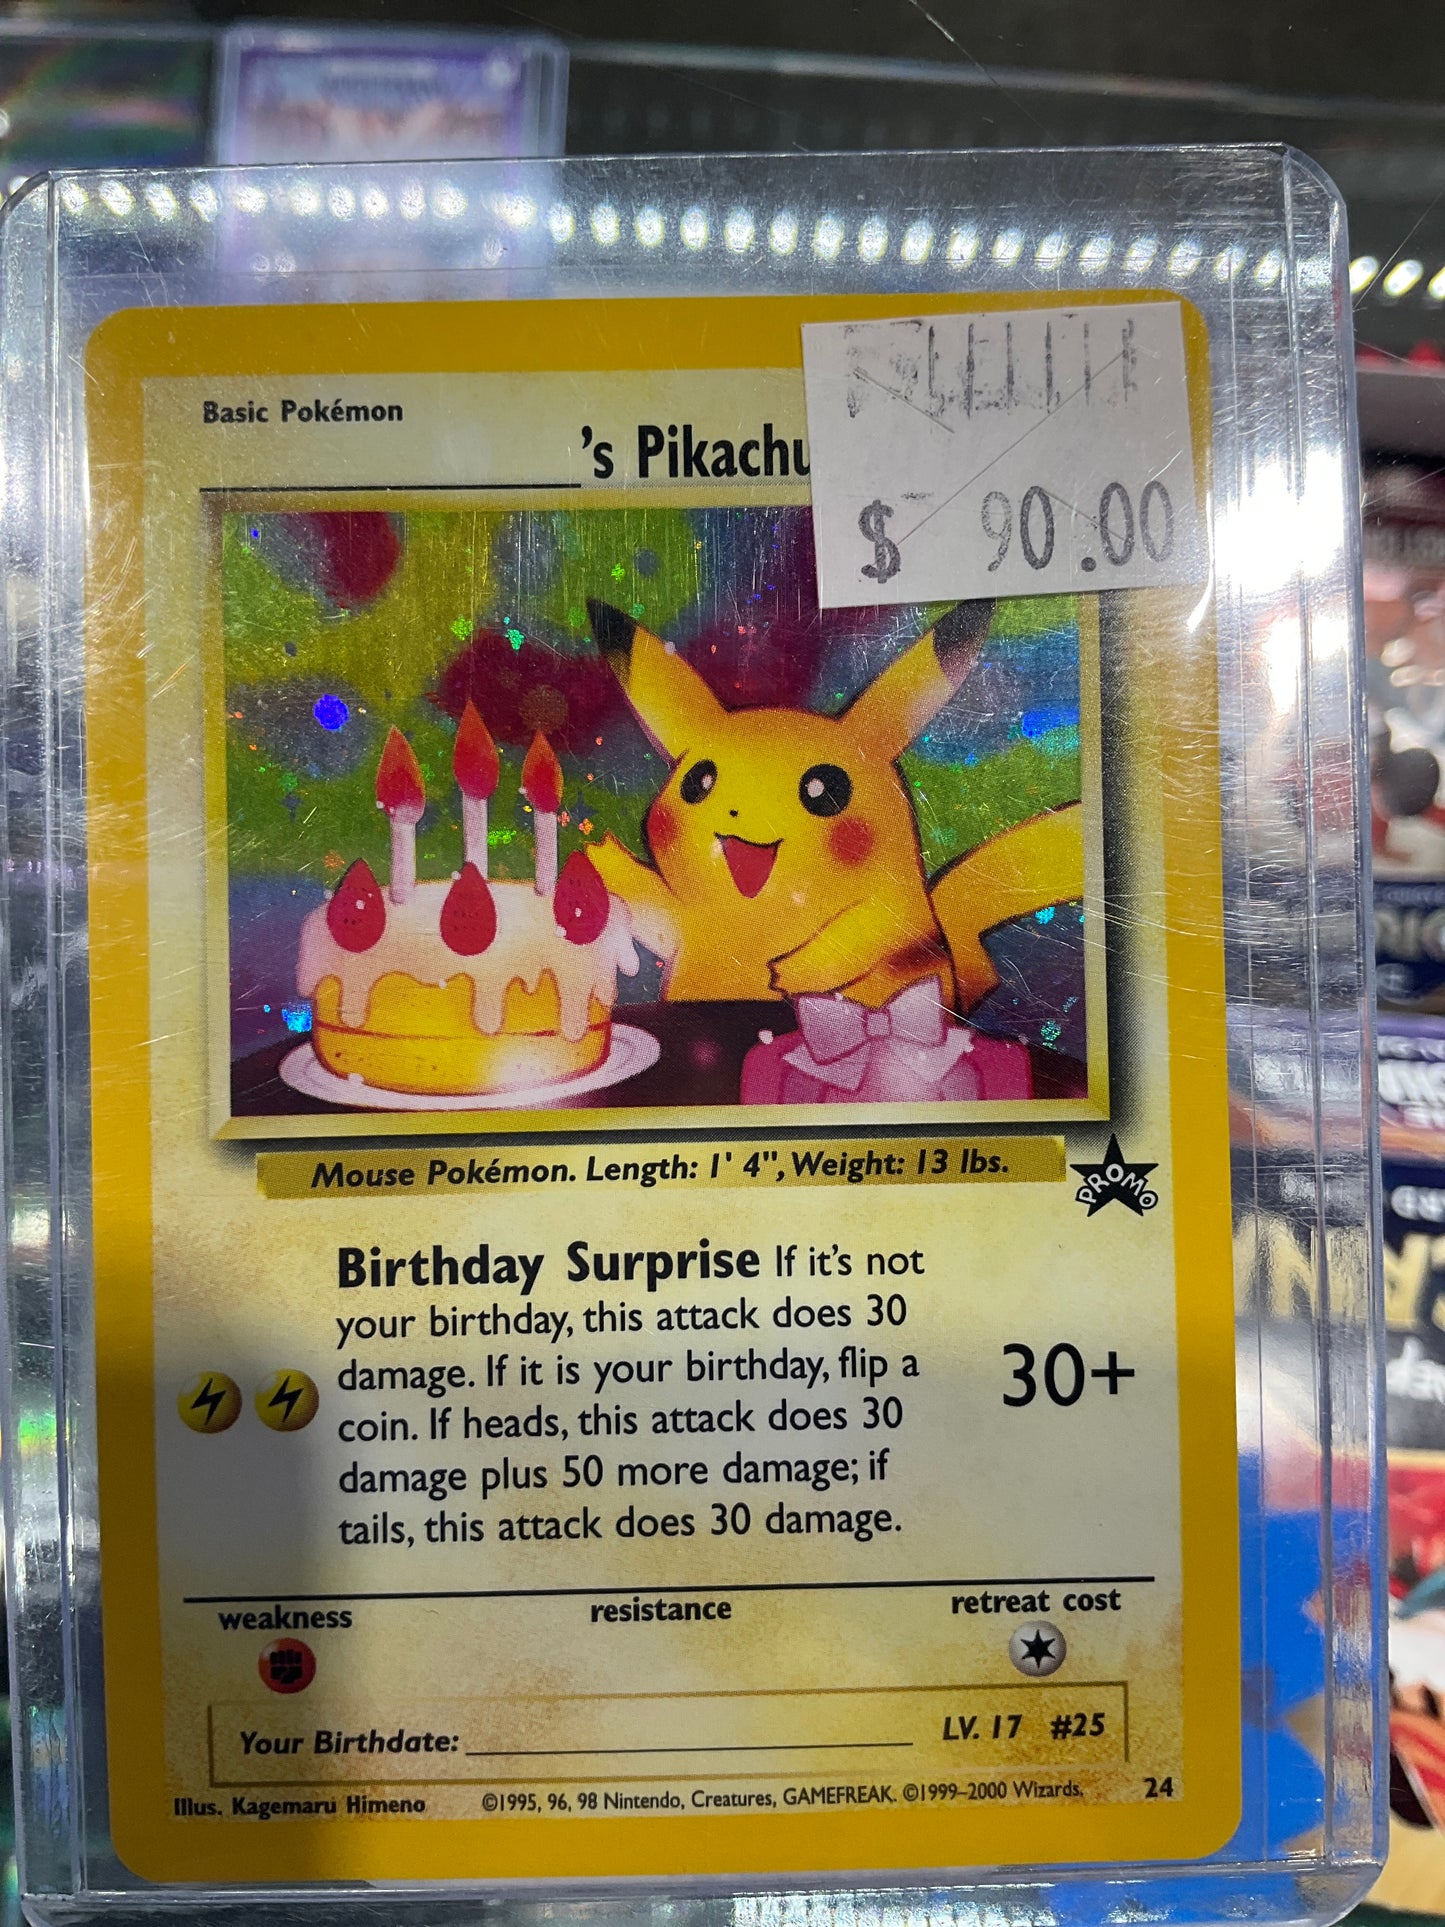 Basic Pokémon
's Pikachu
$ 90.00
Mouse Pokémon. Length: 1' 4", Weight: 13 lbs.
PROMO
Birthday Surprise If it's not
your birthday, this attack does 30
damage. If it is your birthday, flip a
coin. If heads, this attack does 30
damage plus 50 more damage; if
tails, this attack does 30 damage.
30+
weakness resistance retreat cost
Your Birthdate: LV. 17 #25
Illus. Kagemaru Himeno ©1995, 96, 98 Nintendo, Creatures, GAMEFREAK. ©1999–2000 Wizards. 24